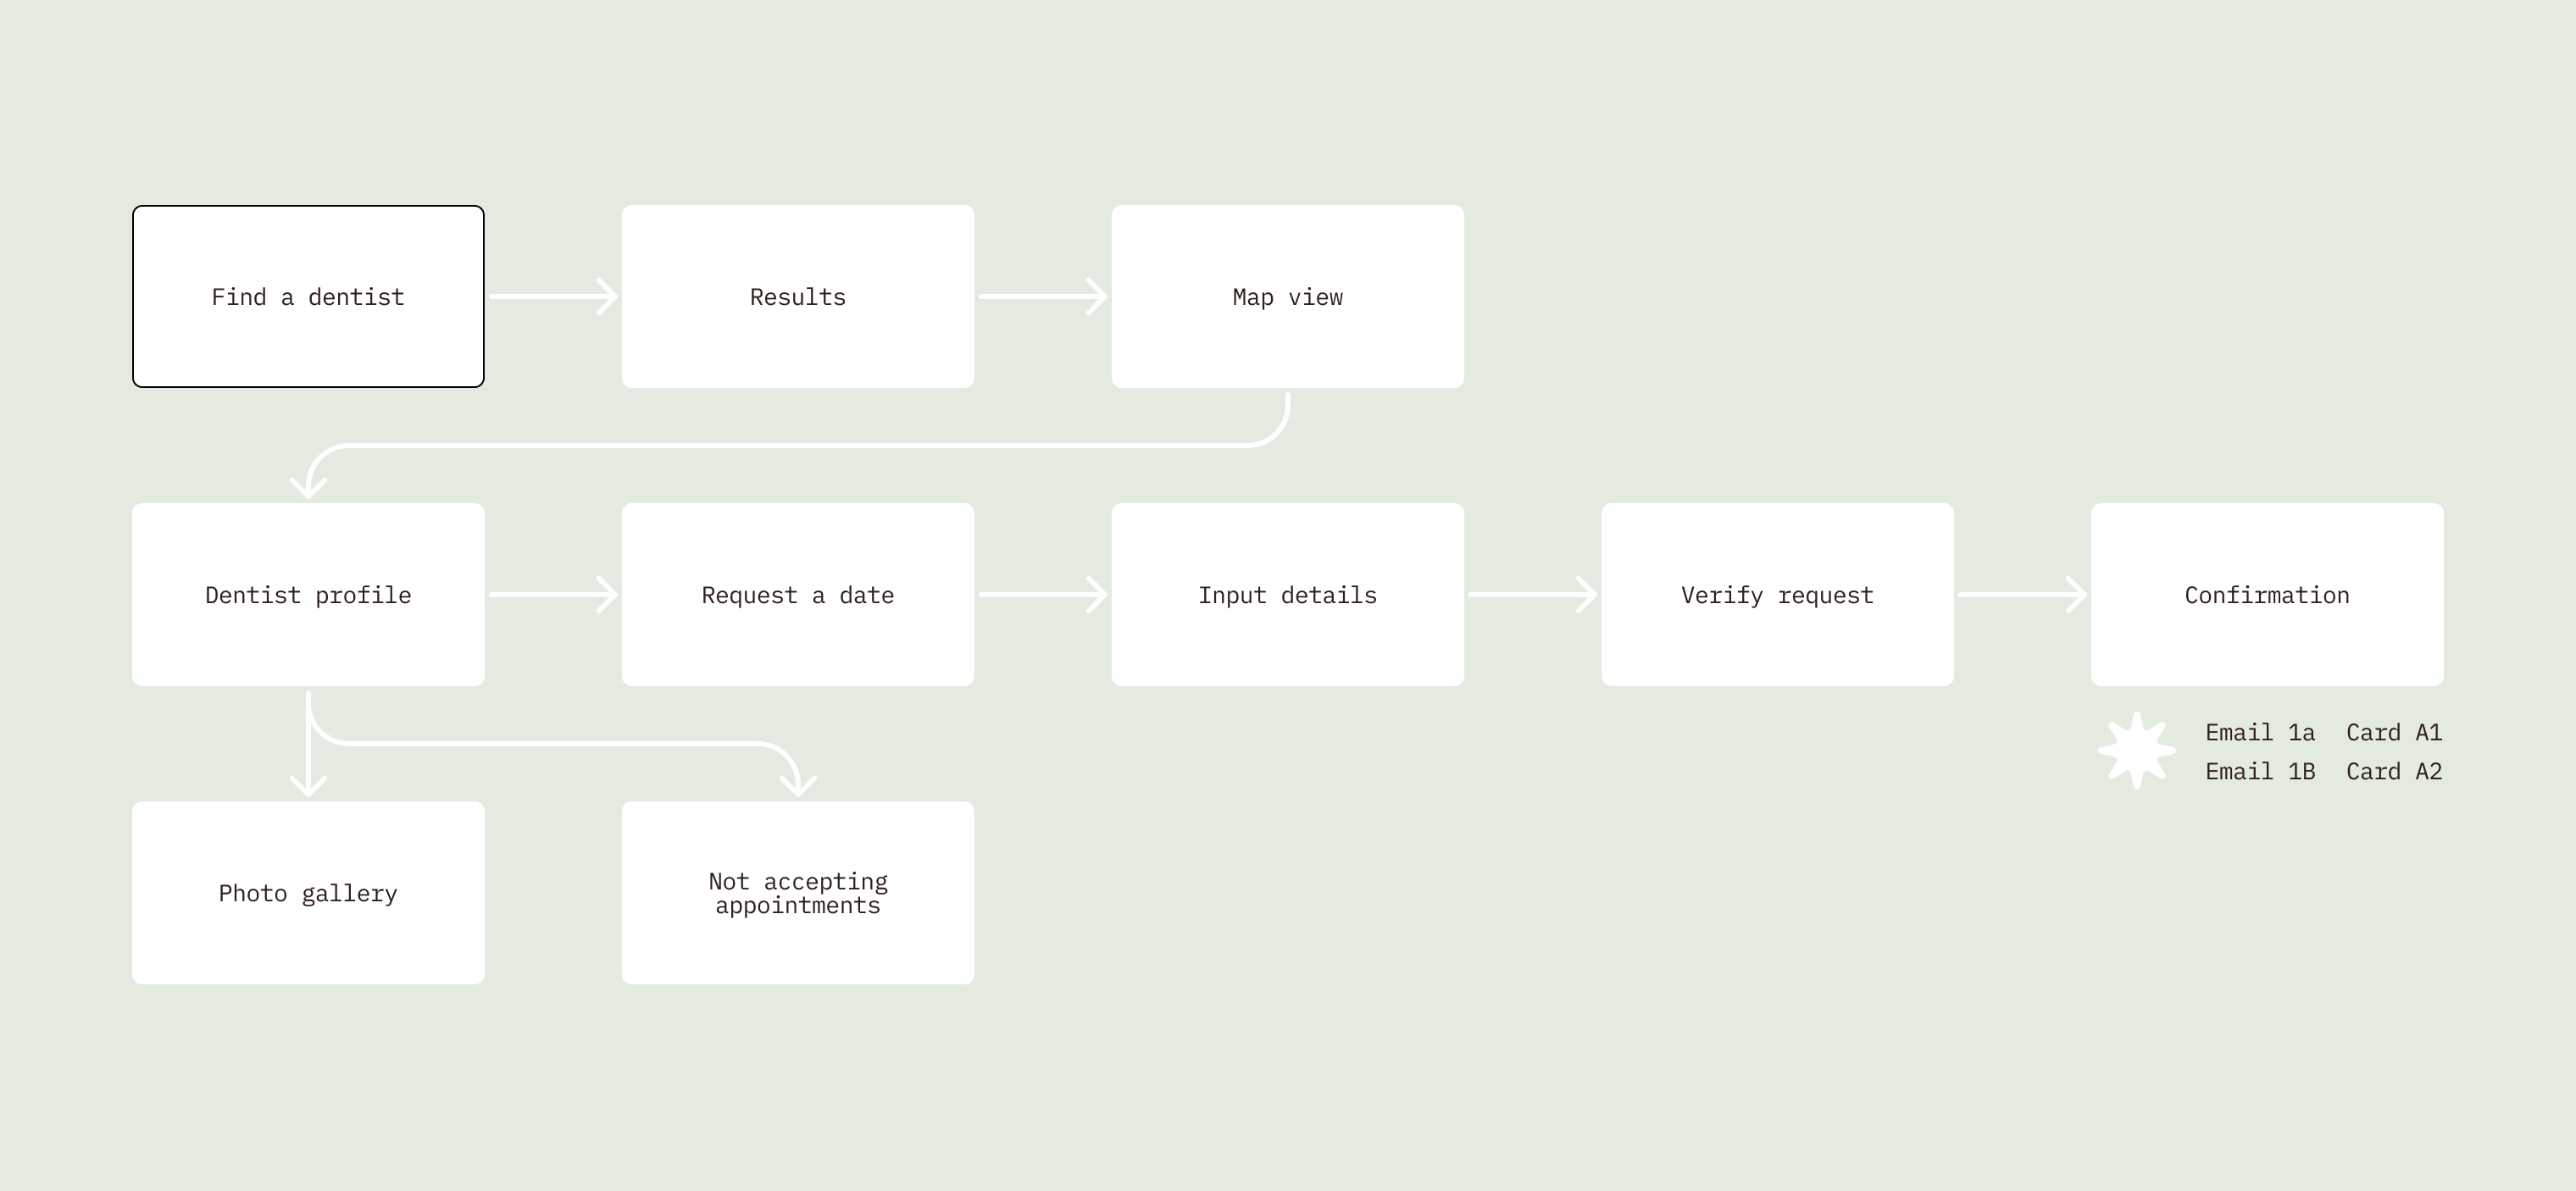 Find a dentist
Results
Map view
Dentist profile
Request a date
Input details
Verify request
Confirmation
Email 1a Card A1
Email 1B Card A2
Photo gallery
Not accepting
appointments